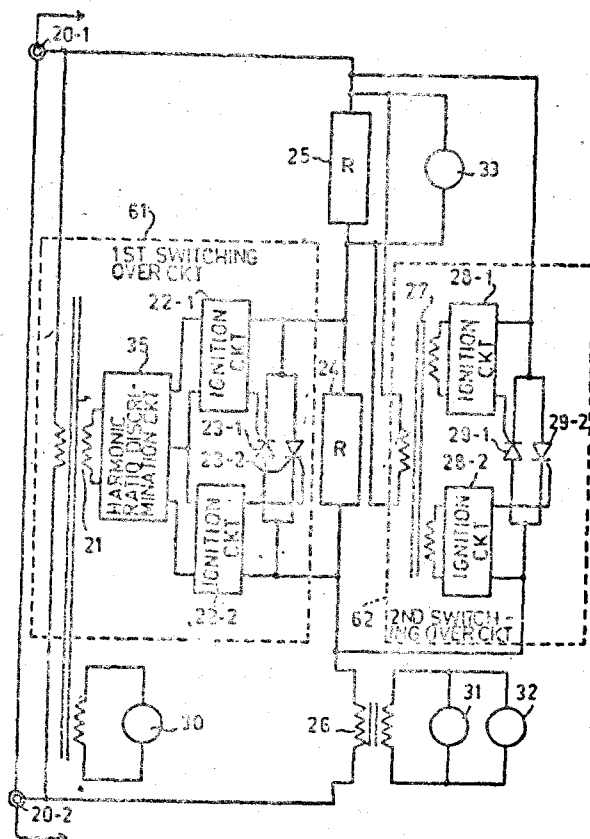 20-1
25
R
33
61
1ST SWITCHING
OVER CKT
22-1
IGNITION
CKT
35
HARMONIC
RATIO DISCRI-
MINATION CKT
24
23-1
23-2
R
21
IGNITION
CKT
22-2
27
28-1
IGNITION
CKT
29-1
29-2
28-2
IGNITION
CKT
62
2ND SWITCH-
ING OVER CKT
30
26
31
32
20-2